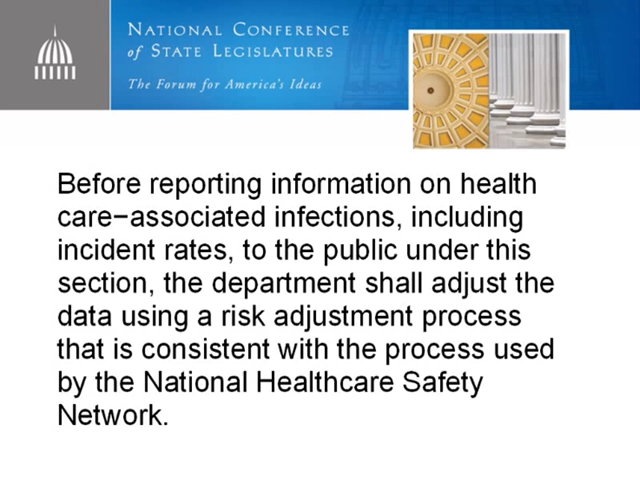 NATIONAL CONFERENCE
of STATE LEGISLATURES
The Forum for America's Ideas
Before reporting information on health
care−associated infections, including
incident rates, to the public under this
section, the department shall adjust the
data using a risk adjustment process
that is consistent with the process used
by the National Healthcare Safety
Network.